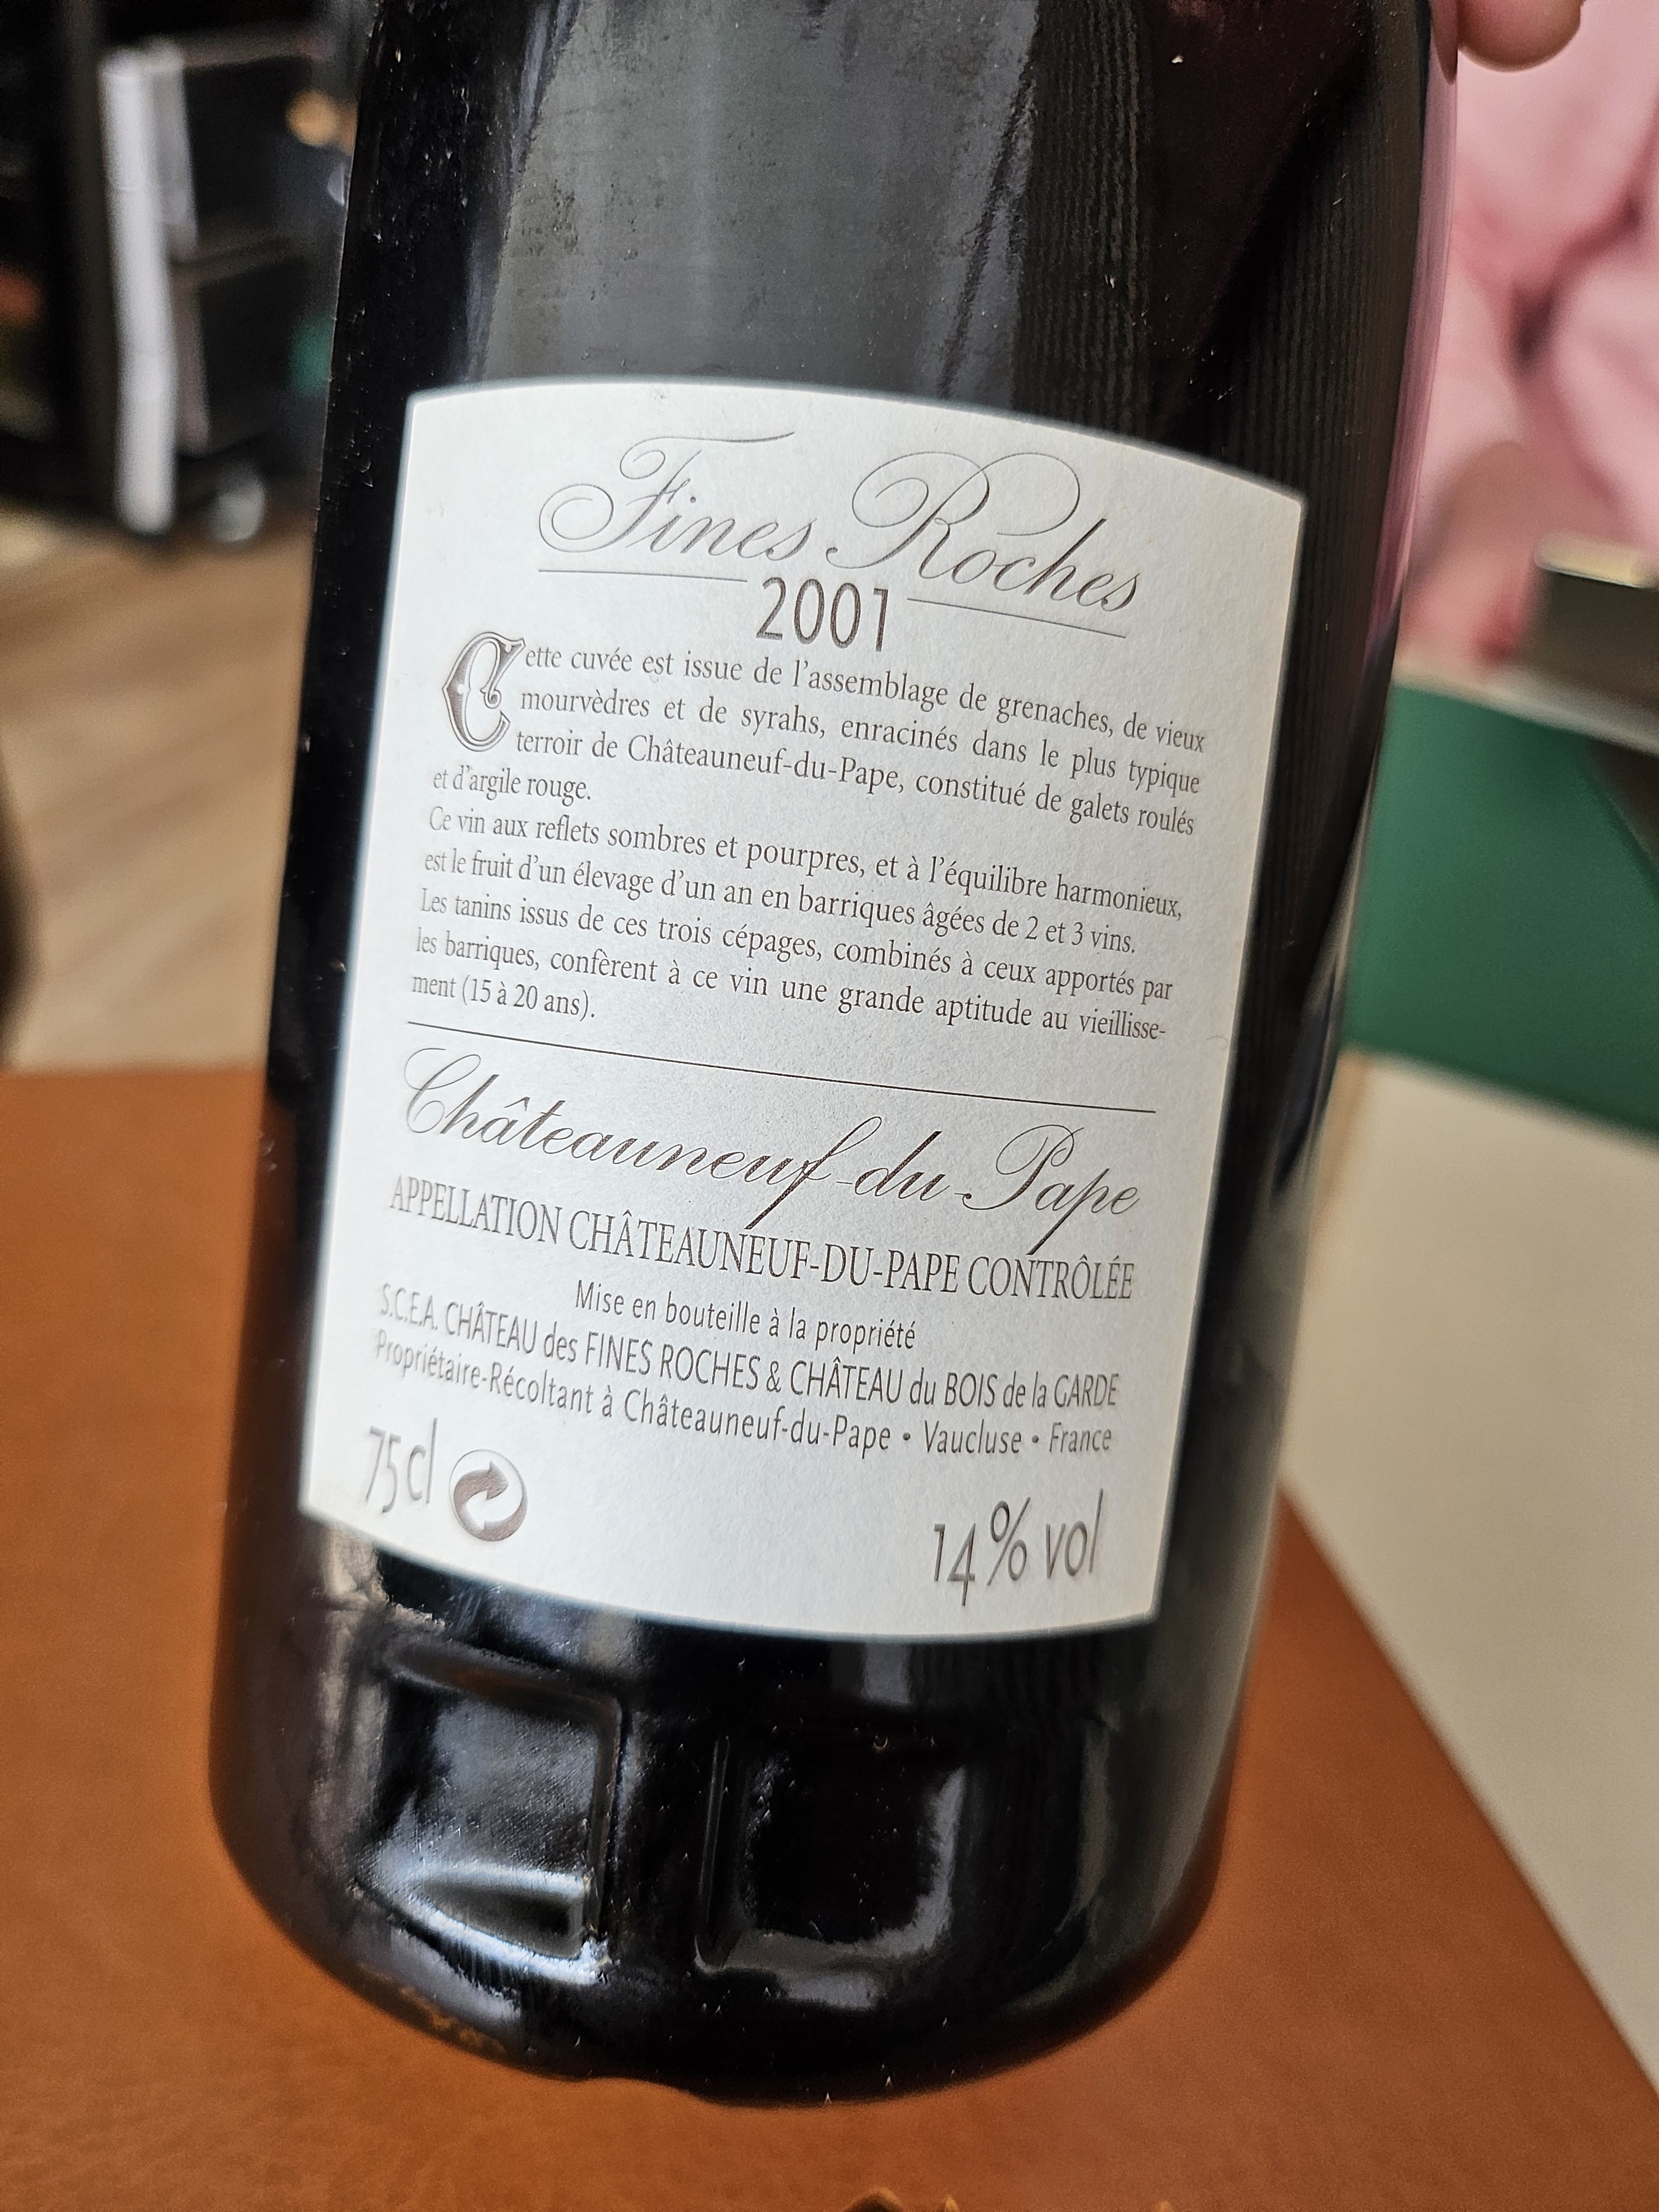 Fines Roches
2001
Cette cuvée est issue de l'assemblage de grenaches, de vieux
mourvèdres et de syrahs, enracinés dans le plus typique
terroir de Châteauneuf-du-Pape, constitué de galets roulés
et d'argile rouge.
Ce vin aux reflets sombres et pourpres, et à l'équilibre harmonieux,
est le fruit d'un élevage d'un an en barriques âgées de 2 et 3 vins.
Les tanins issus de ces trois cépages, combinés à ceux apportés par
les barriques, confèrent à ce vin une grande aptitude au vieillisse-
ment (15 à 20 ans).
Châteauneuf-du-Pape
APPELLATION CHÂTEAUNEUF-DU-PAPE CONTRÔLÉE
Mise en bouteille à la propriété
S.C.E.A. CHÂTEAU des FINES ROCHES & CHÂTEAU du BOIS de la GARDE
Propriétaire-Récoltant à Châteauneuf-du-Pape • Vaucluse • France
75 cl
14 % vol